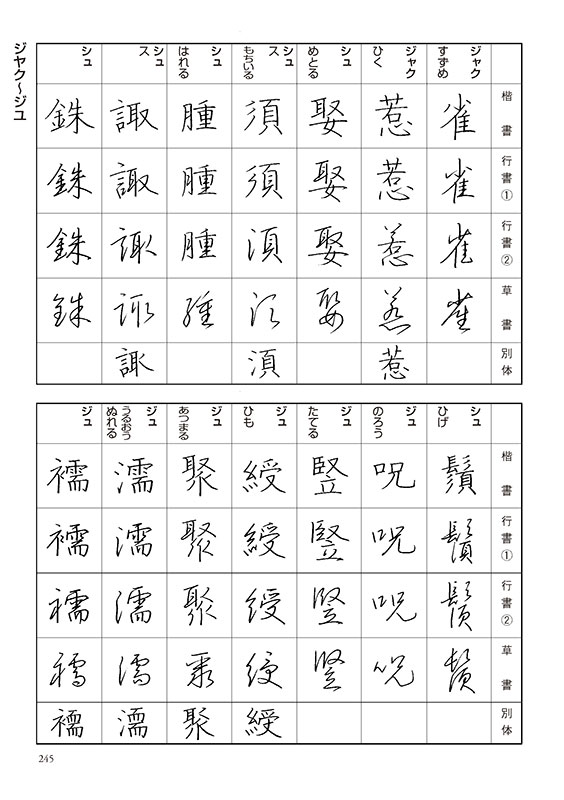 ジャク〜ジュ
楷書
行書①
行書②
草書
別体
ジャク すずめ
雀 雀 雀 雀
ジャク ひく
惹 惹 惹 惹 惹
シュ めとる
娶 娶 娶 娶
シュ ス もちいる
須 須 須 須 須
シュ はれる
腫 腫 腫 腫
シュ ス
諏 諏 諏 諏 諏
シュ
銖 銖 銖 銖
楷書
行書①
行書②
草書
別体
シュ ひげ
鬚 鬚 鬚 鬚
ジュ のろう
呪 呪 呪 呪
ジュ たてる
竪 竪 竪 竪
ジュ ひも
綬 綬 綬 綬 綬
ジュ あつまる
聚 聚 聚 聚 聚
ジュ うるおう ぬれる
濡 濡 濡 濡 濡
ジュ
襦 襦 襦 襦 襦
245